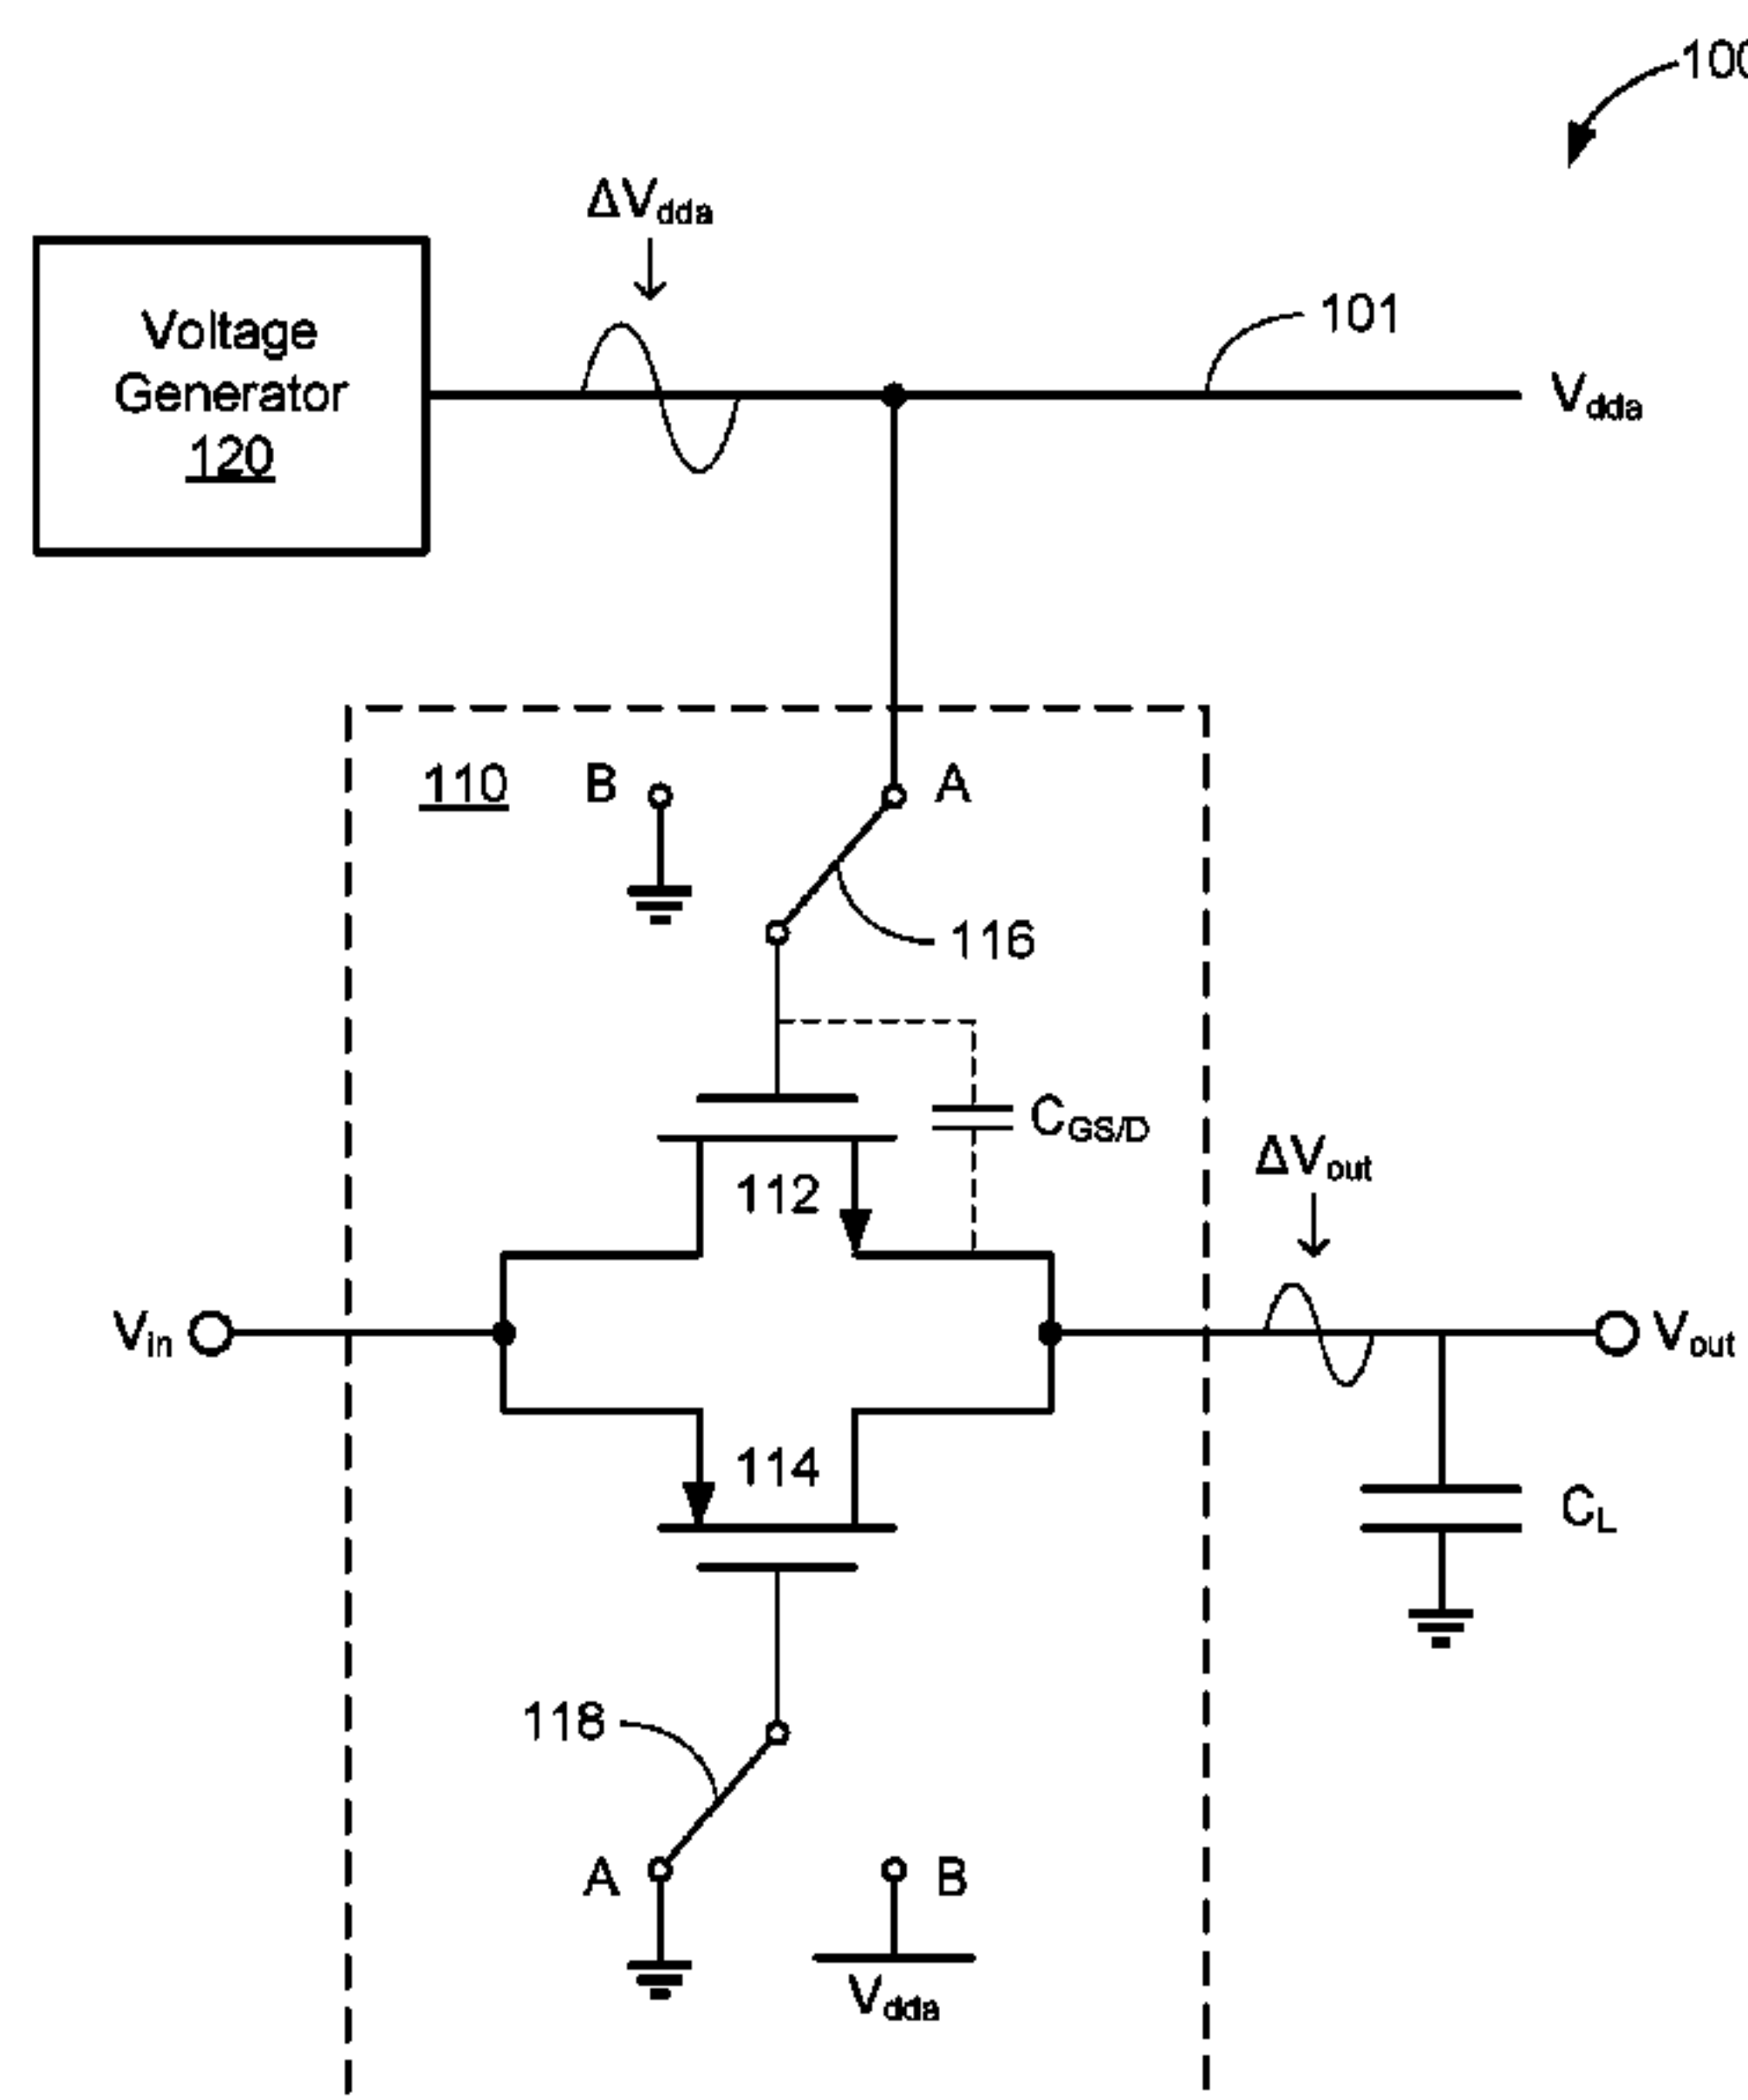 100
ΔVdda
Voltage
Generator
120
101
Vdda
110
B
A
116
CGS/D
112
ΔVout
Vin
Vout
114
CL
118
A
B
Vdda